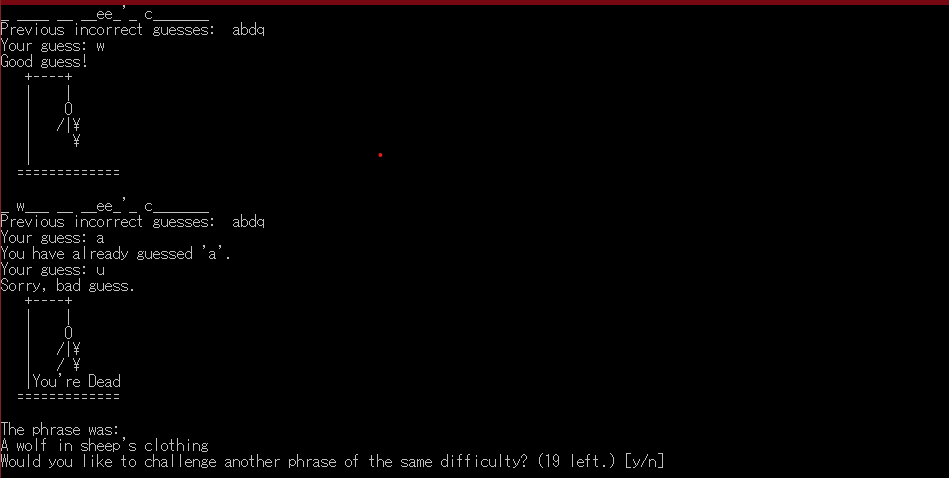 _ ____ __ __ee_'_ c_______
Previous incorrect guesses:  abdq
Your guess: w
Good guess!
   +----+
   |    |
   |    O
   |   /|¥
   |     ¥
   |
  =============
_ w___ __ __ee_'_ c_______
Previous incorrect guesses:  abdq
Your guess: a
You have already guessed 'a'.
Your guess: u
Sorry, bad guess.
   +----+
   |    |
   |    O
   |   /|¥
   |   / ¥
   |You're Dead
  =============
The phrase was:
A wolf in sheep's clothing
Would you like to challenge another phrase of the same difficulty? (19 left.) [y/n]